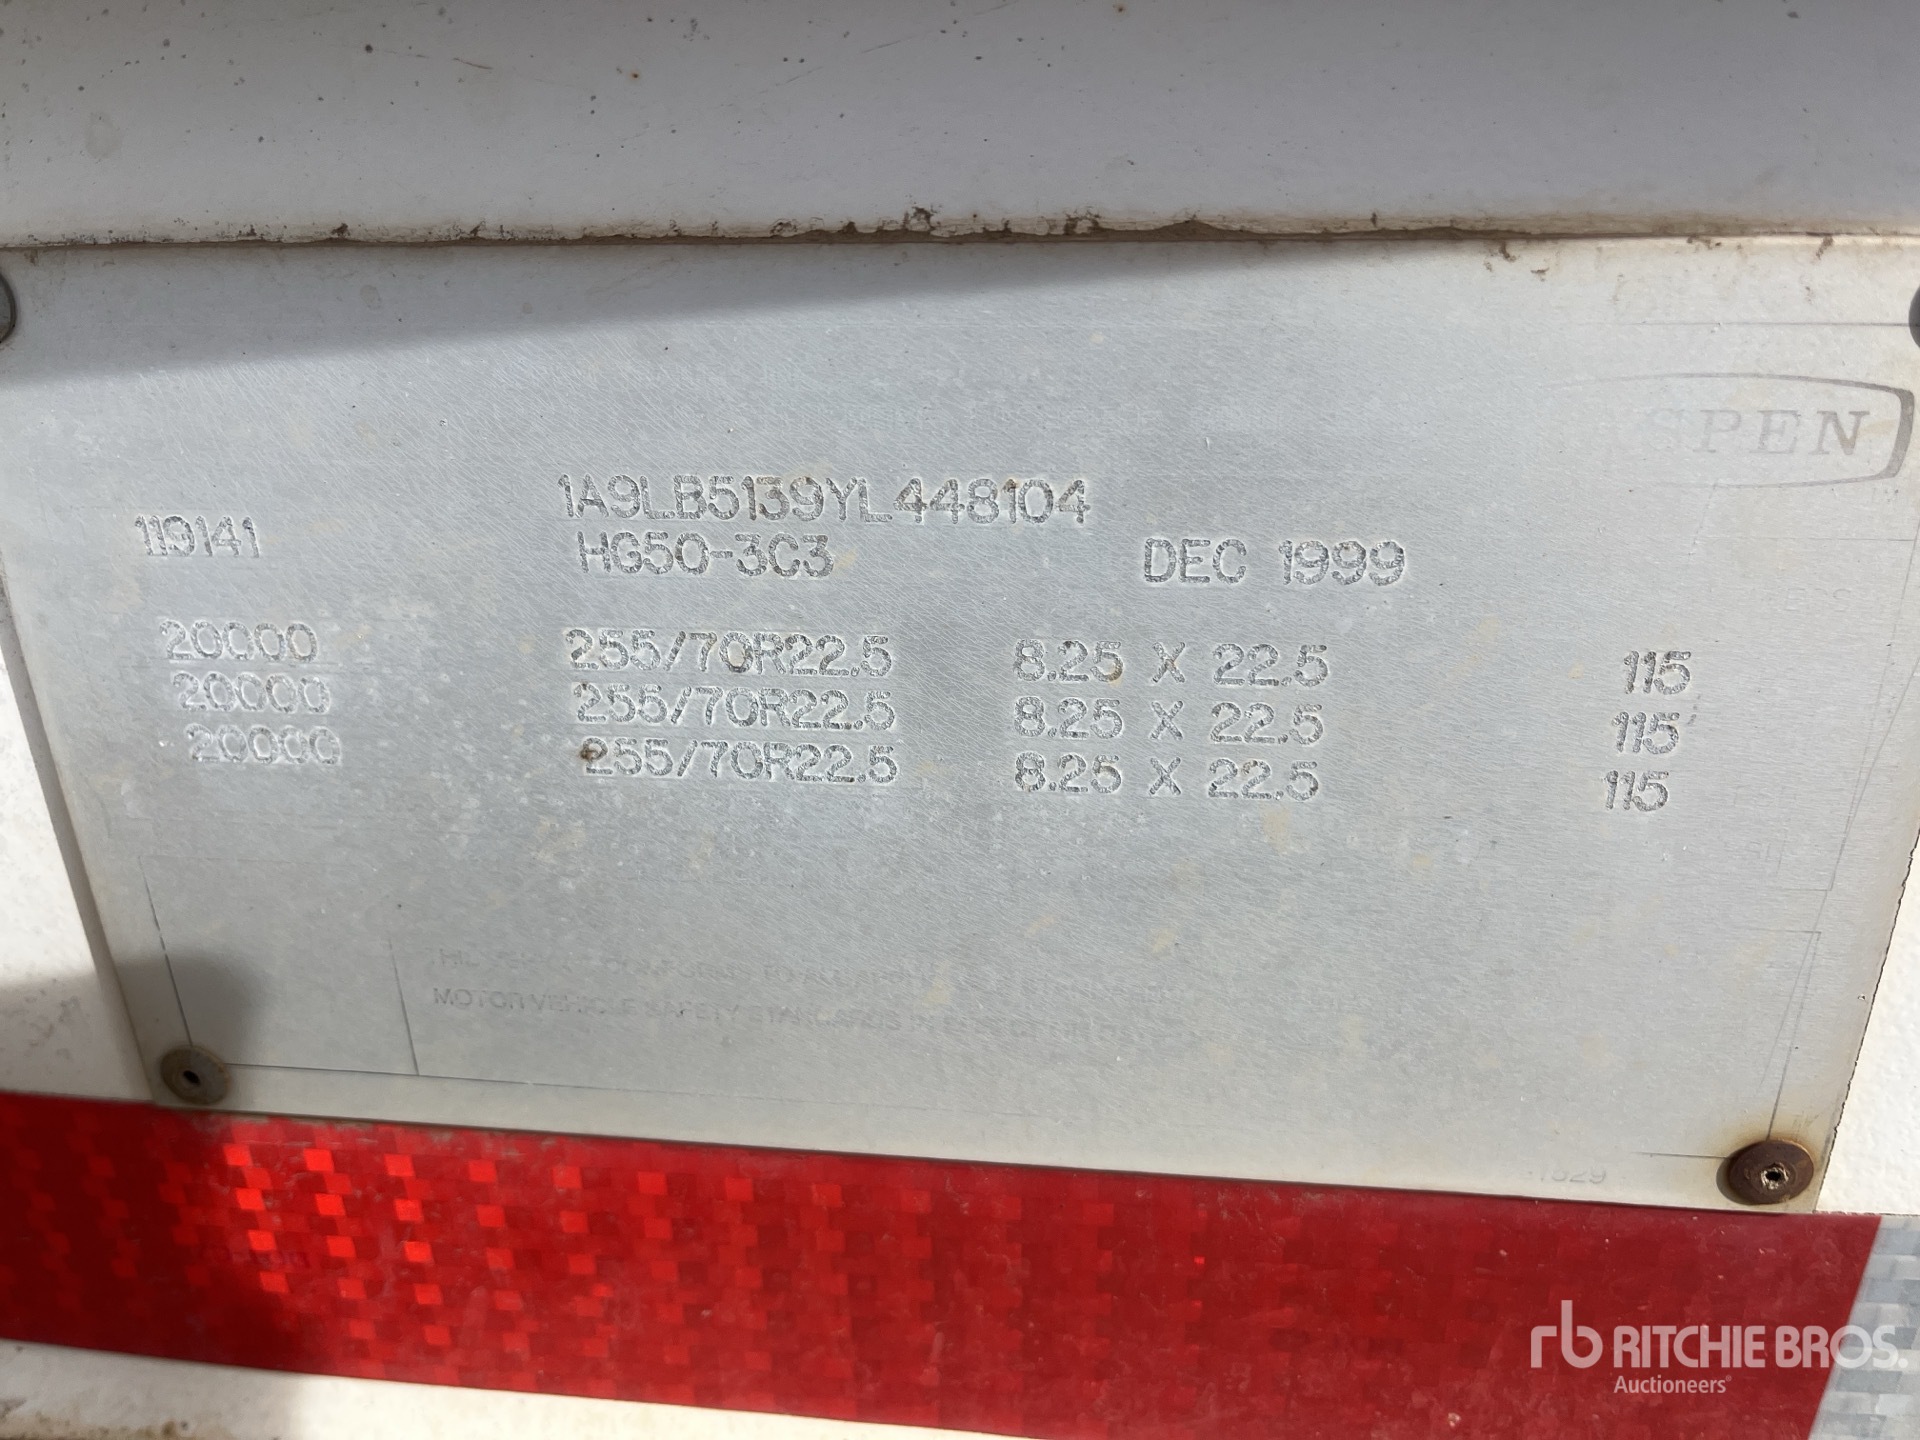 SPEN
1A9LB5139YL448104
119141 HG50-3C3 DEC 1999
20000 255/70R22.5 8.25 X 22.5 115
20000 255/70R22.5 8.25 X 22.5 115
20000 255/70R22.5 8.25 X 22.5 115
MOTOR VEHICLE SAFETY STANDARDS
1529
rb RITCHIE BROS.
Auctioneers